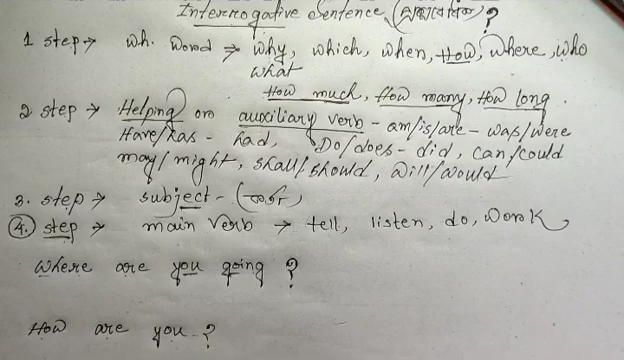 Interrogative Sentence (প্রশ্নবোধক)?
1 step → wh. word → why, which, when, How, where, who
what
How much, How many, How long.
2 step → Helping or auxiliary verb - am/is/are - was/were
Have/has - had, Do/does - did, can/could
may/might, shall/should, will/would
3. step → subject - (কর্তা)
4. step → main verb → tell, listen, do, work,
Where are you going ?
How are you ?